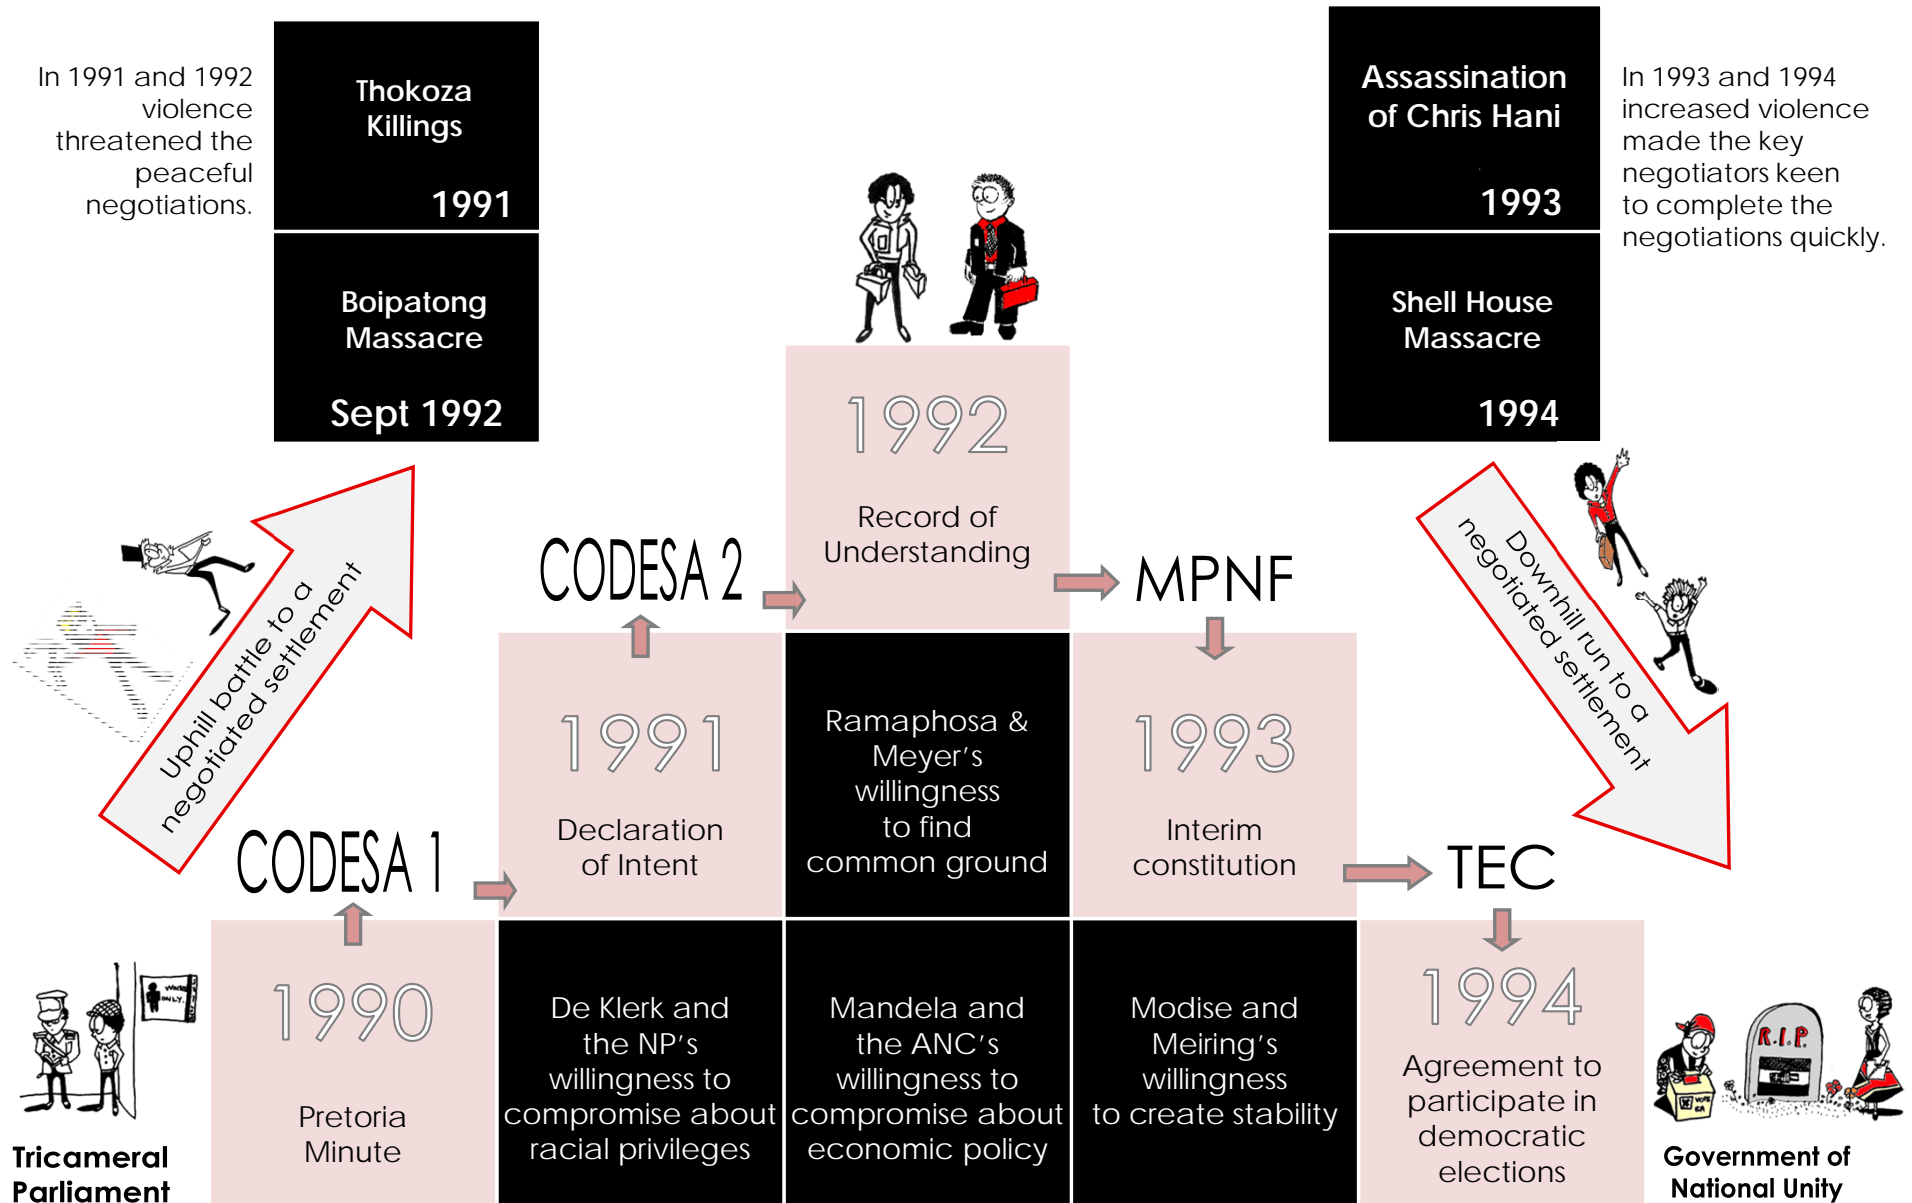 In 1991 and 1992
violence
threatened the
peaceful
negotiations.
Thokoza
Killings
1991
Boipatong
Massacre
Sept 1992
Assassination
of Chris Hani
1993
Shell House
Massacre
1994
In 1993 and 1994
increased violence
made the key
negotiators keen
to complete the
negotiations quickly.
Uphill battle to a
negotiated settlement
Downhill run to a
negotiated settlement
1992
Record of
Understanding
CODESA 2
MPNF
1991
Declaration
of Intent
Ramaphosa &
Meyer's
willingness
to find
common ground
1993
Interim
constitution
CODESA 1
TEC
1990
Pretoria
Minute
De Klerk and
the NP's
willingness to
compromise about
racial privileges
Mandela and
the ANC's
willingness to
compromise about
economic policy
Modise and
Meiring's
willingness
to create stability
1994
Agreement to
participate in
democratic
elections
ONLY.
Tricameral
Parliament
R.I.P.
VOTE
SA
Government of
National Unity